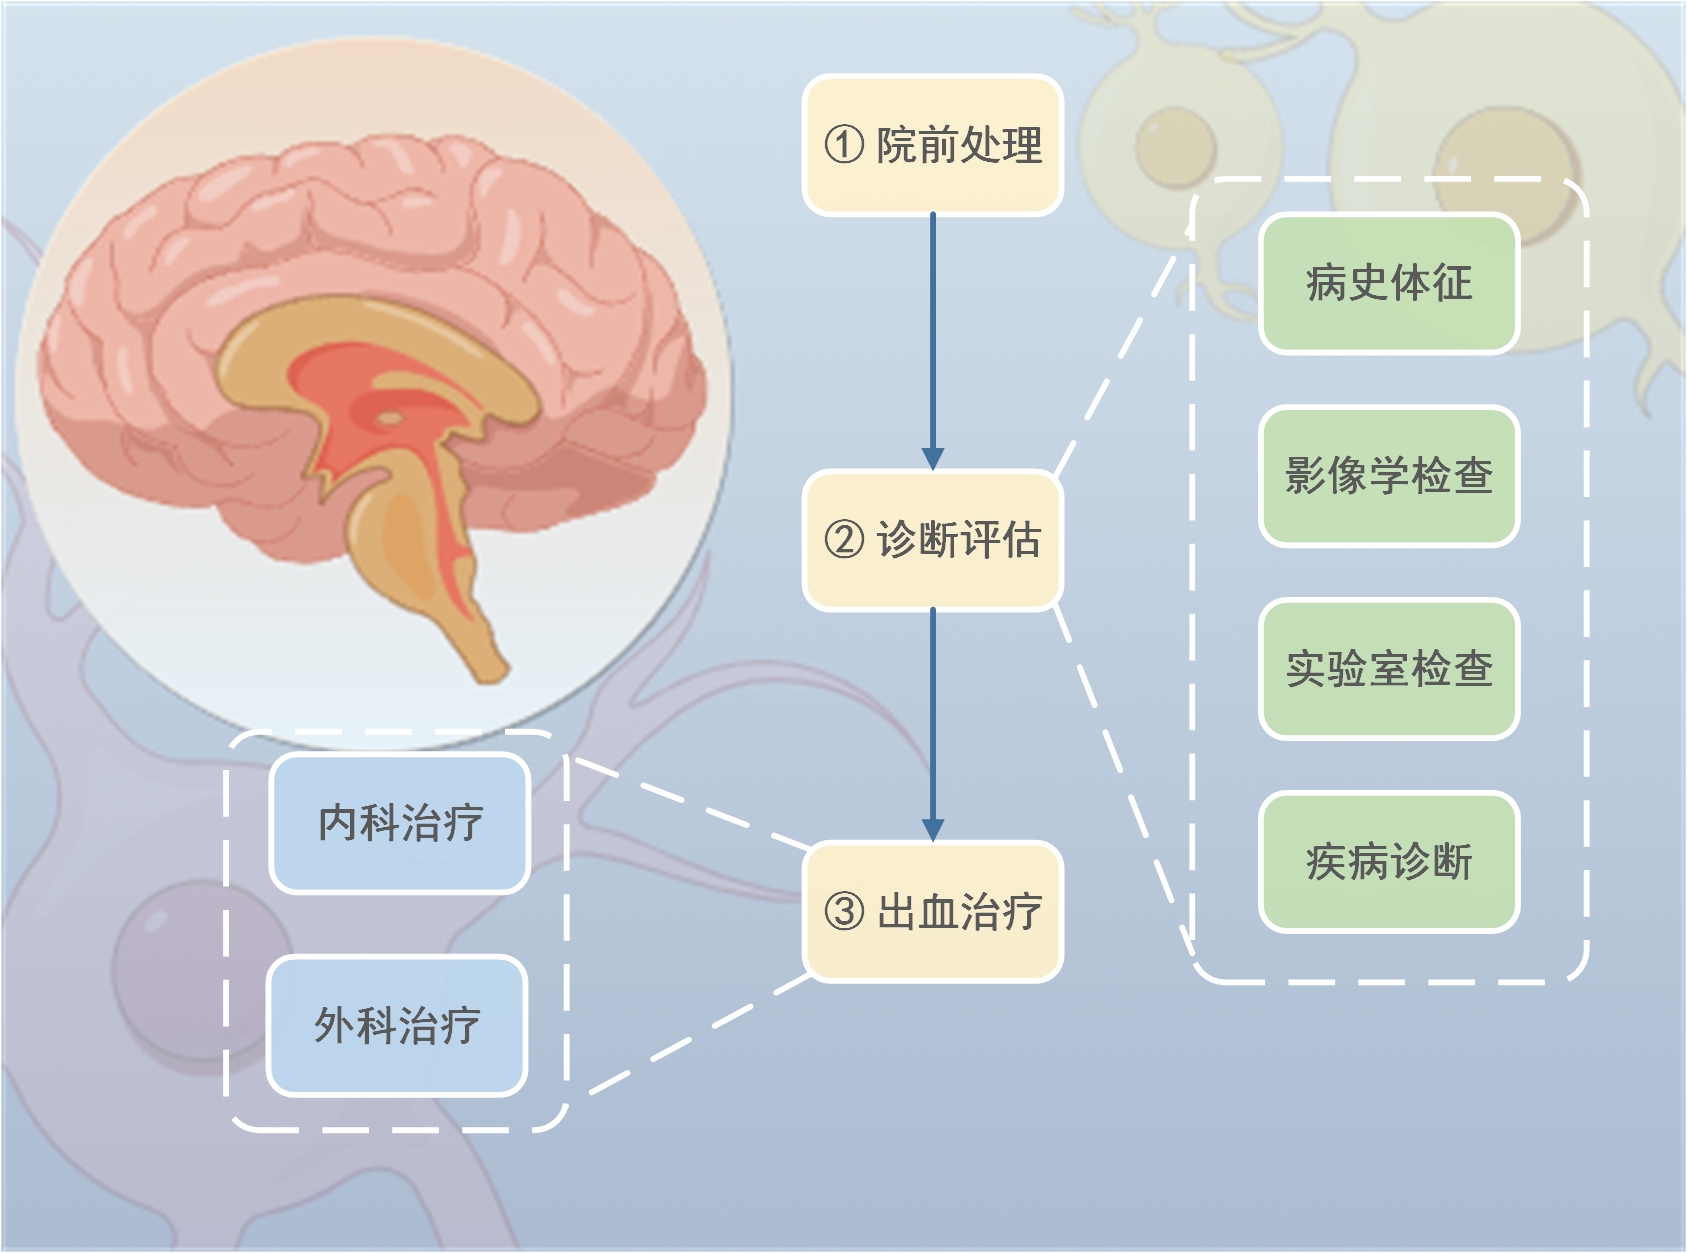 ① 院前处理
② 诊断评估
③ 出血治疗
病史体征
影像学检查
实验室检查
疾病诊断
内科治疗
外科治疗